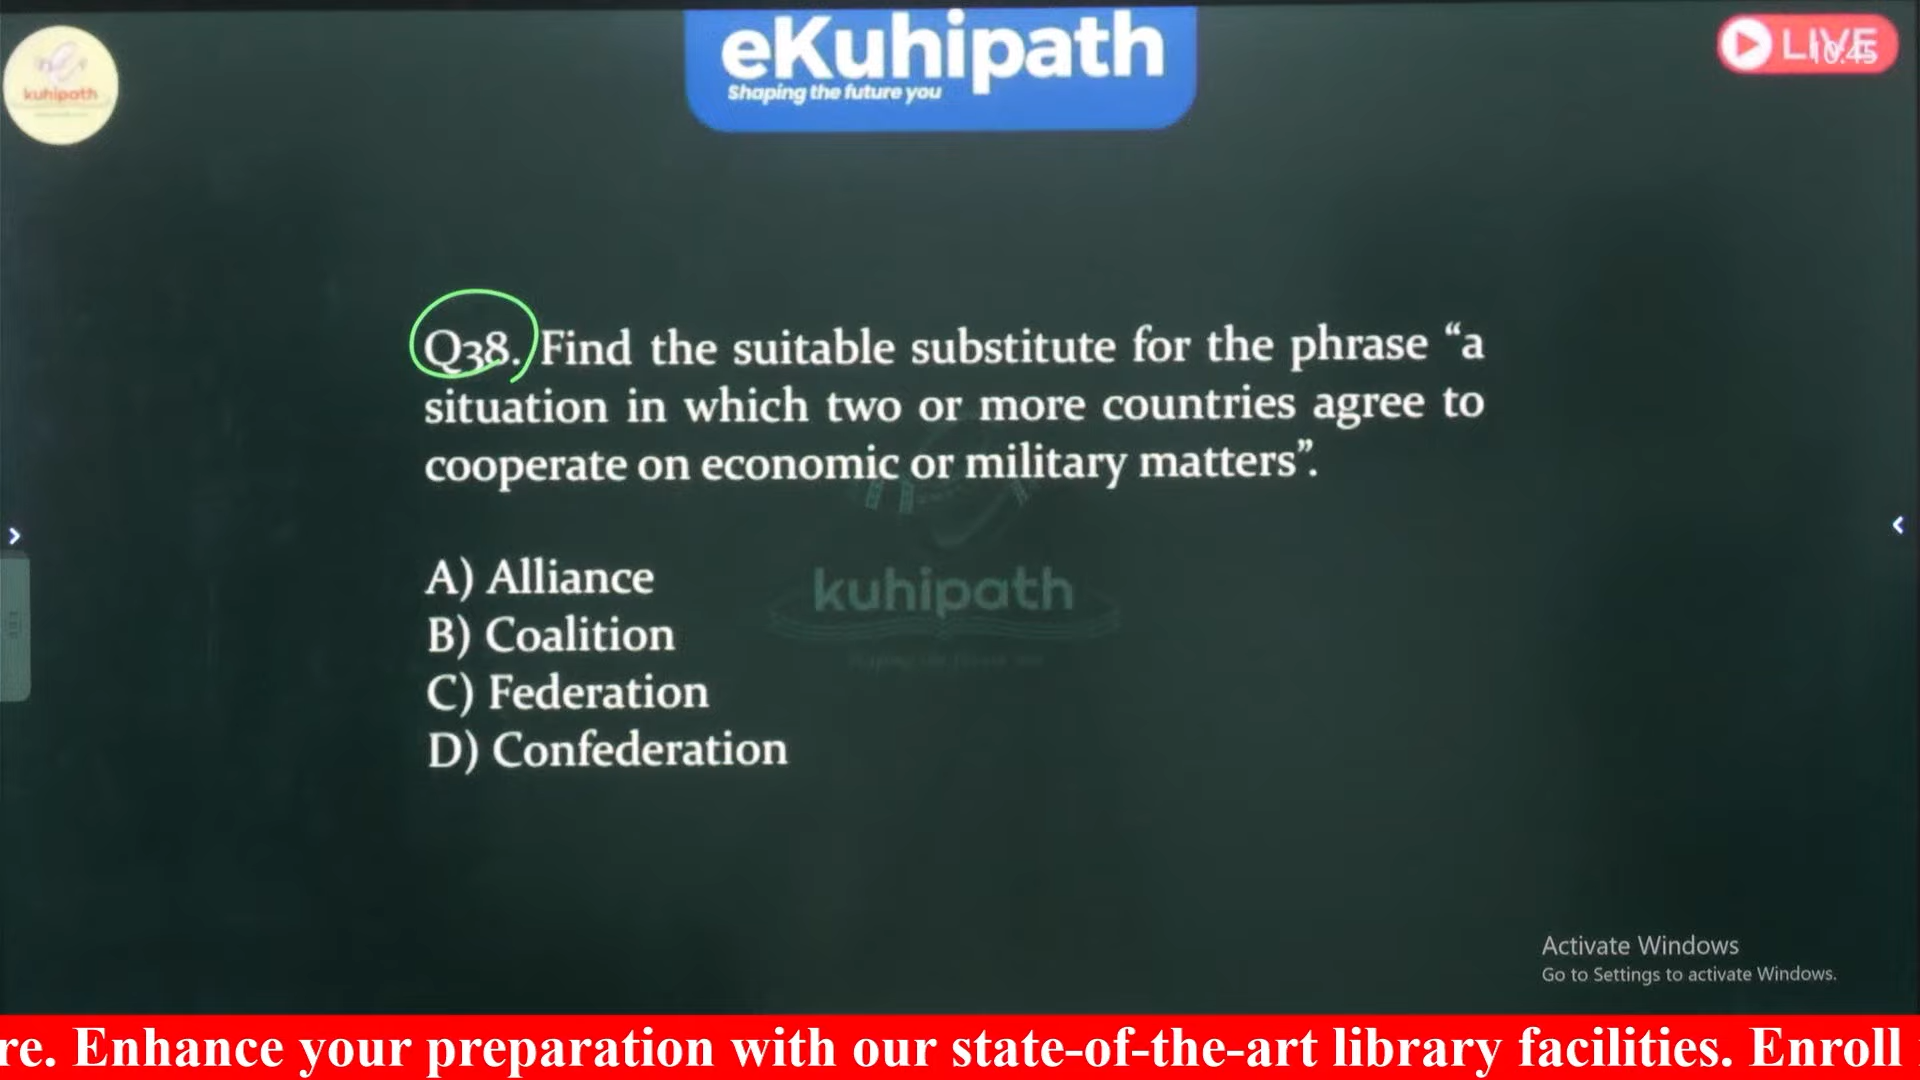 eKuhipath
Shaping the future you
kuhipath
LIVE
10:45
Q38. Find the suitable substitute for the phrase “a
situation in which two or more countries agree to
cooperate on economic or military matters”.
kuhipath
A) Alliance
B) Coalition
C) Federation
D) Confederation
Activate Windows
Go to Settings to activate Windows.
re. Enhance your preparation with our state-of-the-art library facilities. Enroll